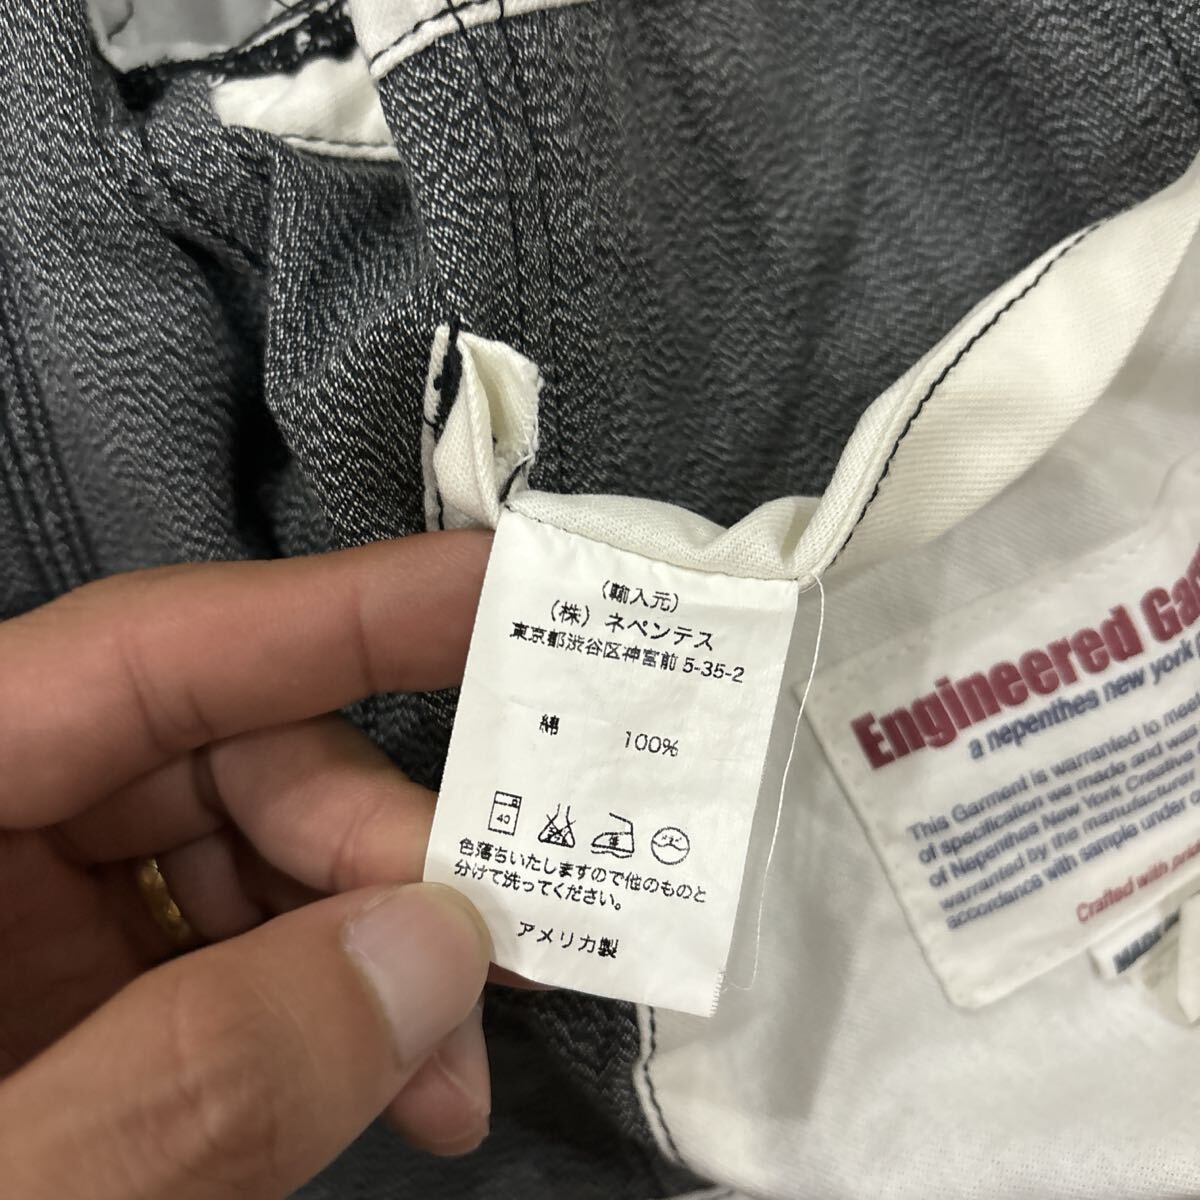 (輸入元)
(株) ネペンテス
東京都渋谷区神宮前 5-35-2
綿 100%
40
色落ちいたしますので他のものと
分けて洗ってください。
アメリカ製
Engineered Ga
a nepenthes new york
This Garment is warranted to meet
of specification we made and was
of Nepenthes New York Creative
warranted by the manufacturer
accordance with sample under
Crafted with
MADE